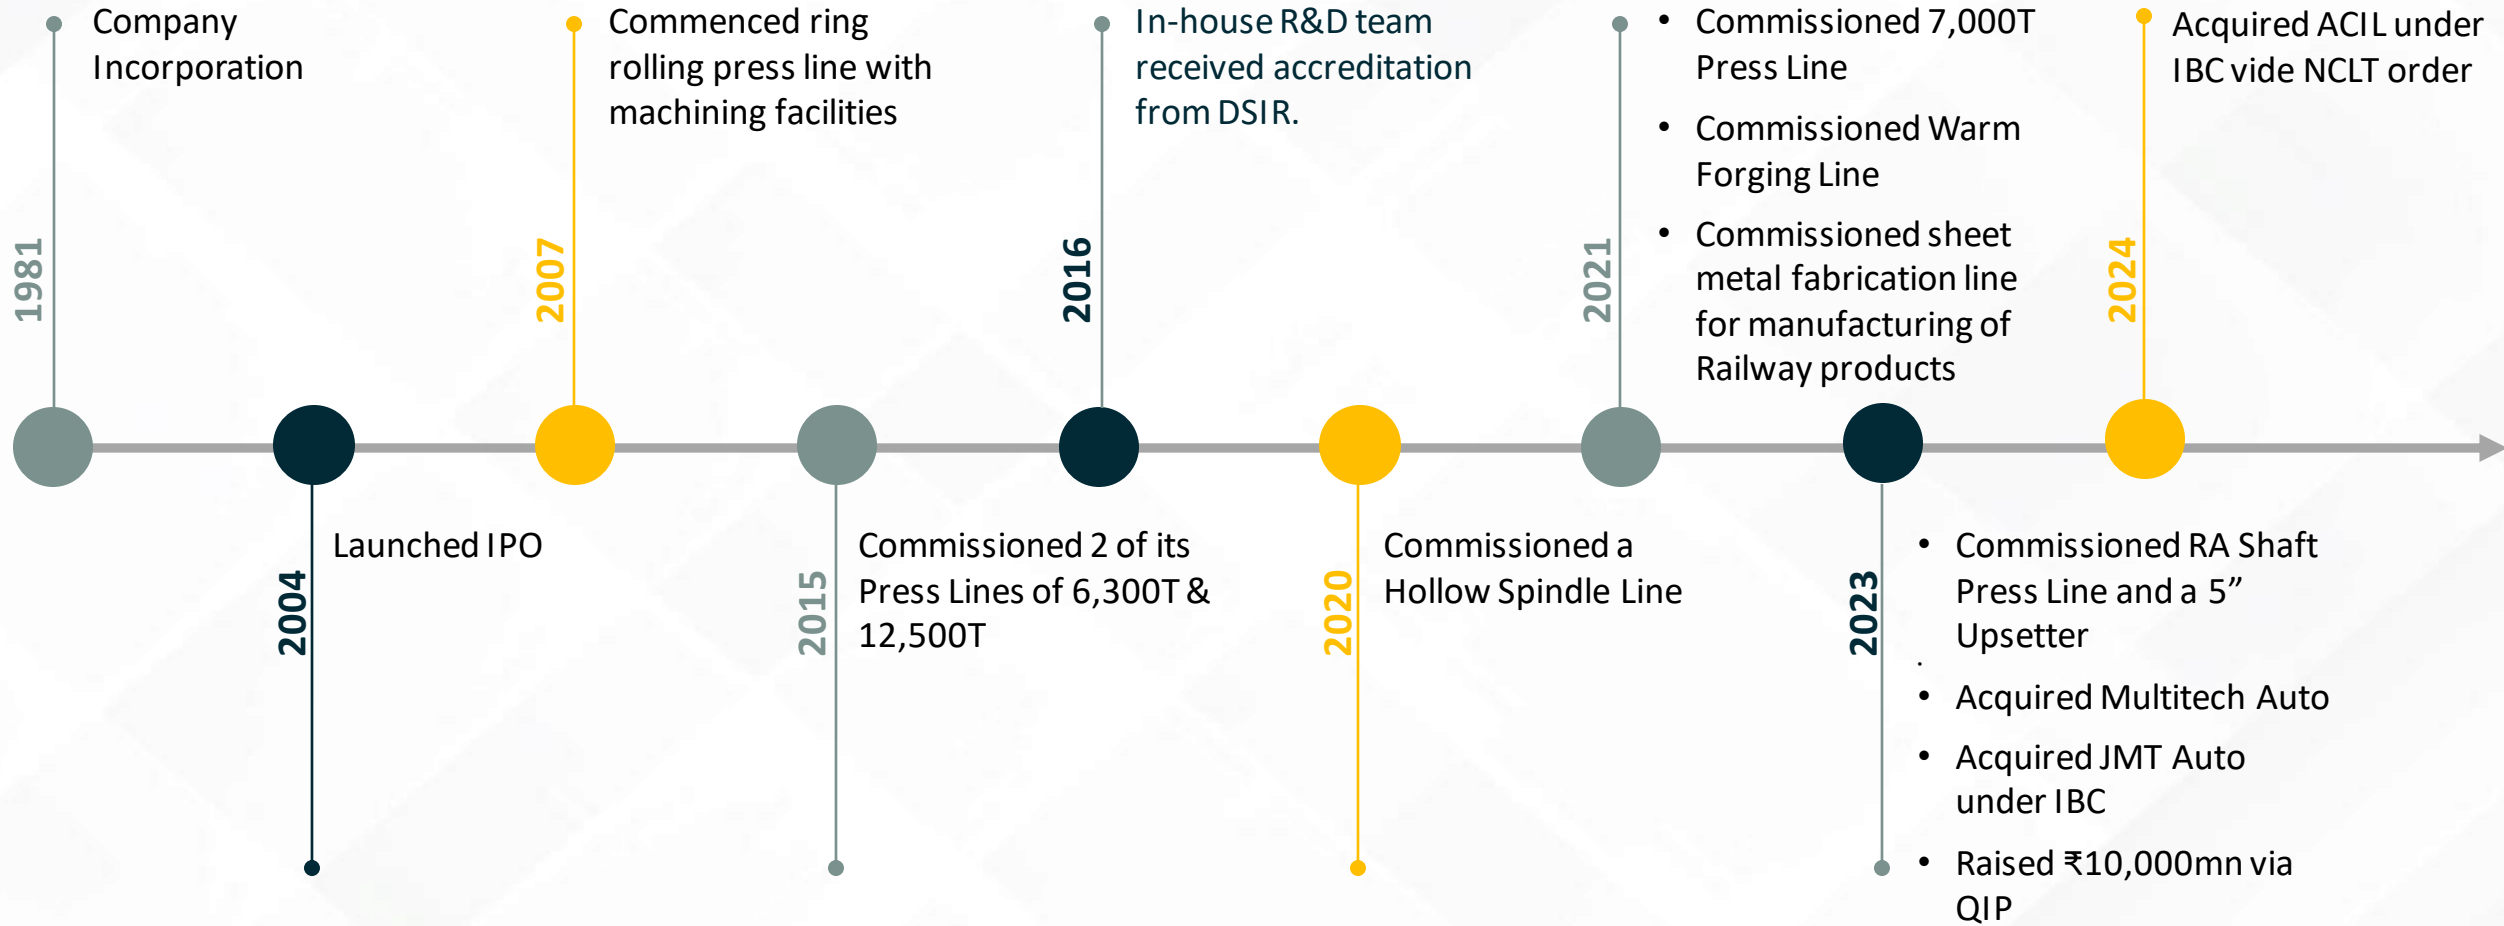 1981
Company
Incorporation
2004
Launched IPO
2007
Commenced ring
rolling press line with
machining facilities
2015
Commissioned 2 of its
Press Lines of 6,300T &
12,500T
2016
In-house R&D team
received accreditation
from DSIR.
2020
Commissioned a
Hollow Spindle Line
2021
• Commissioned 7,000T
Press Line
• Commissioned Warm
Forging Line
• Commissioned sheet
metal fabrication line
for manufacturing of
Railway products
2023
• Commissioned RA Shaft
Press Line and a 5”
Upsetter
•
• Acquired Multitech Auto
• Acquired JMT Auto
under IBC
• Raised ₹10,000mn via
QIP
2024
Acquired ACIL under
IBC vide NCLT order